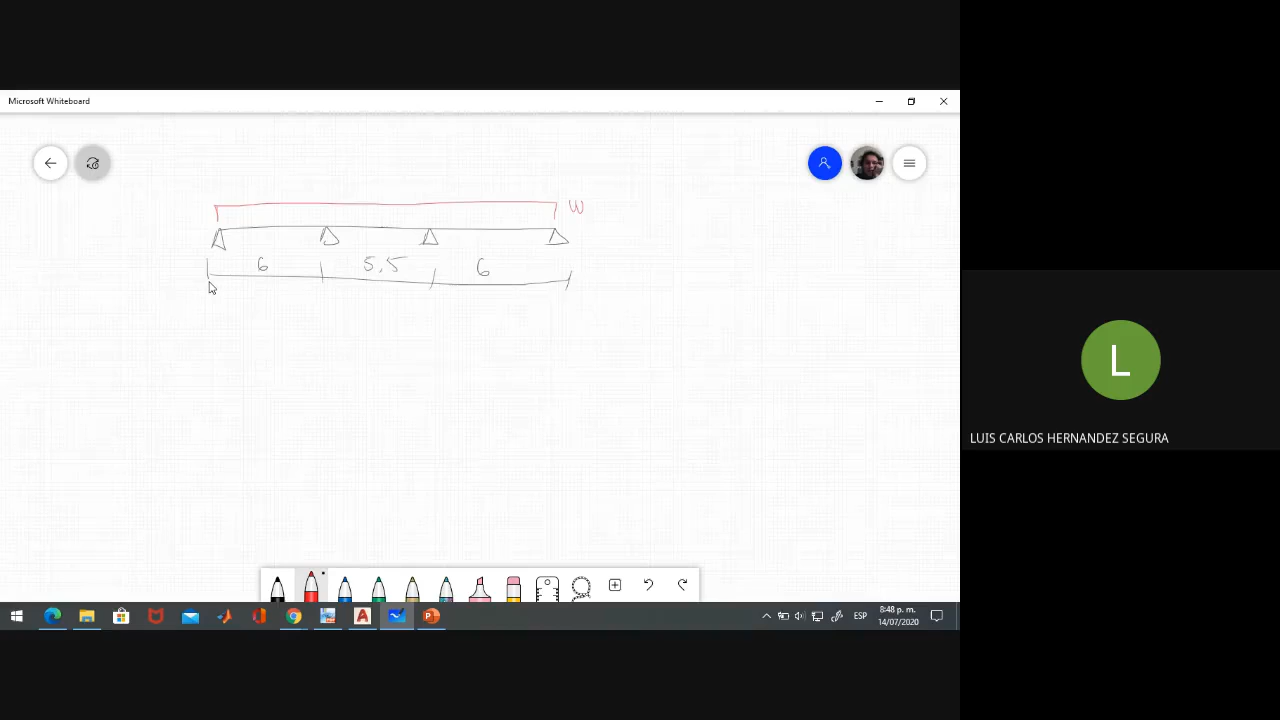 Microsoft Whiteboard
W
6 5,5 6
L
LUIS CARLOS HERNANDEZ SEGURA
ESP
8:48 p. m.
14/07/2020